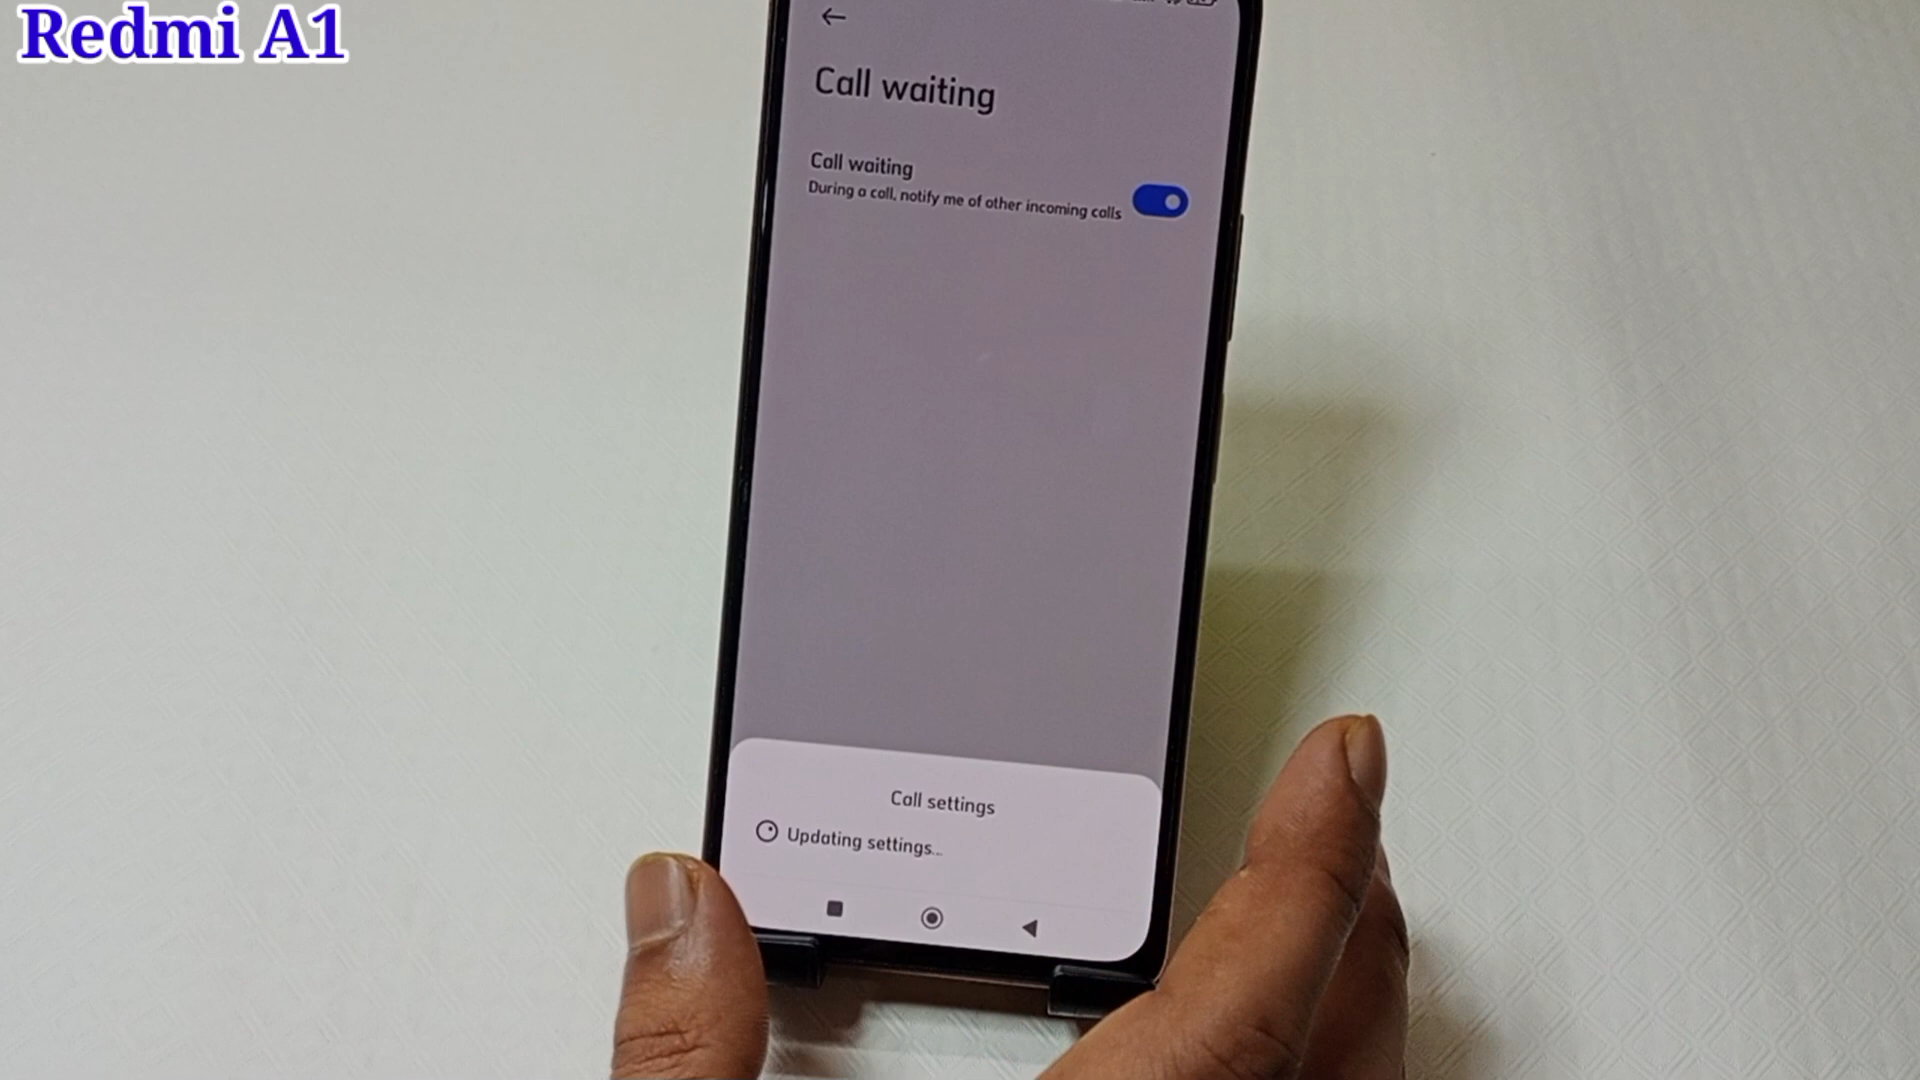 Redmi A1
Call waiting
Call waiting
During a call, notify me of other incoming calls
Call settings
Updating settings...